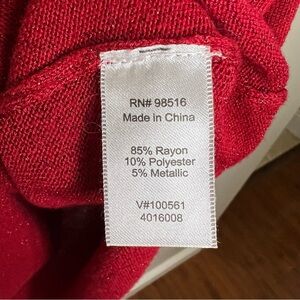 RN# 98516
Made in China
85% Rayon
10% Polyester
5% Metallic
V#100561
4016008